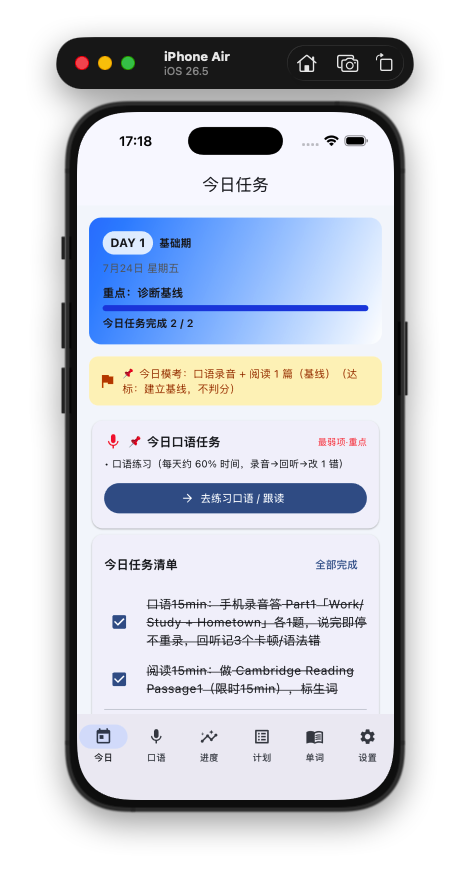 iPhone Air
iOS 26.5
17:18
今日任务
DAY 1 基础期
7月24日 星期五
重点：诊断基线
今日任务完成 2 / 2
📌 今日模考：口语录音 + 阅读 1 篇（基线）（达
标：建立基线，不判分）
📌 今日口语任务 最弱项·重点
• 口语练习（每天约 60% 时间，录音→回听→改 1 错）
→ 去练习口语 / 跟读
今日任务清单 全部完成
口语15min：手机录音答 Part1「Work/
Study + Hometown」各1题，说完即停
不重录，回听记3个卡顿/语法错
阅读15min：做 Cambridge Reading
Passage1（限时15min），标生词
今日 口语 进度 计划 单词 设置